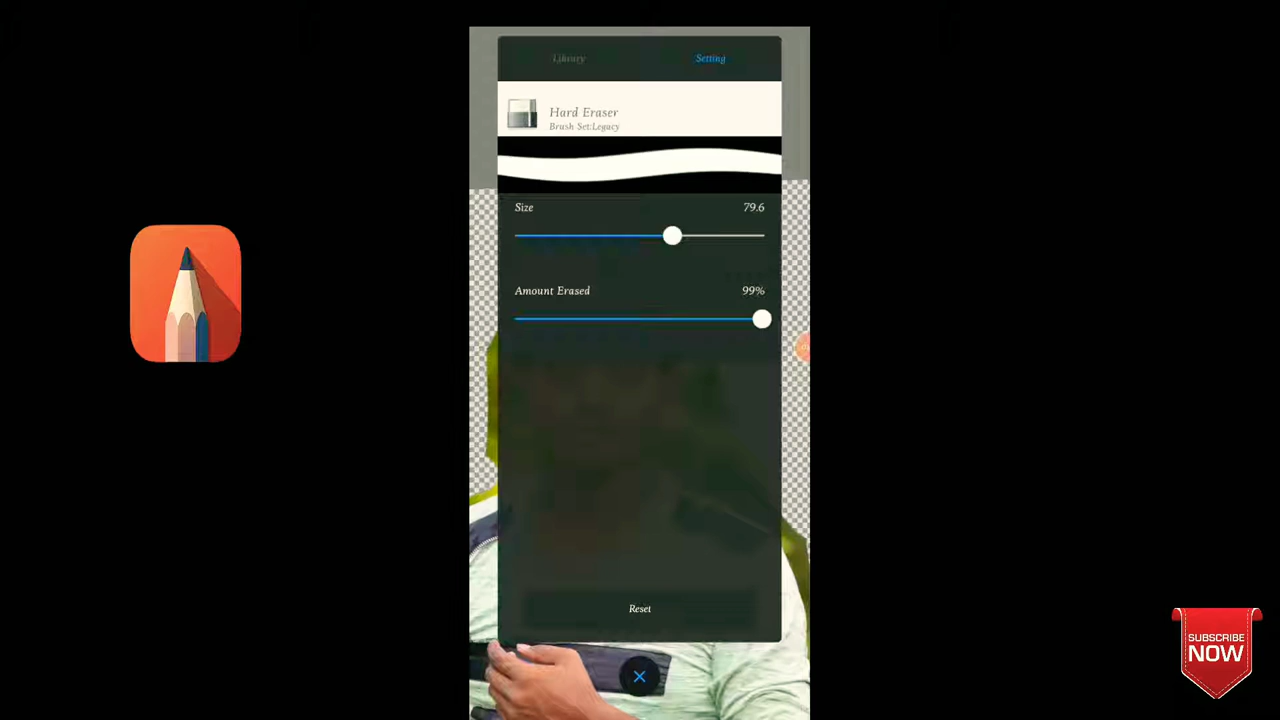 Library
Setting
Hard Eraser
Brush Set:Legacy
Size 79.6
Amount Erased 99%
Reset
SUBSCRIBE
NOW